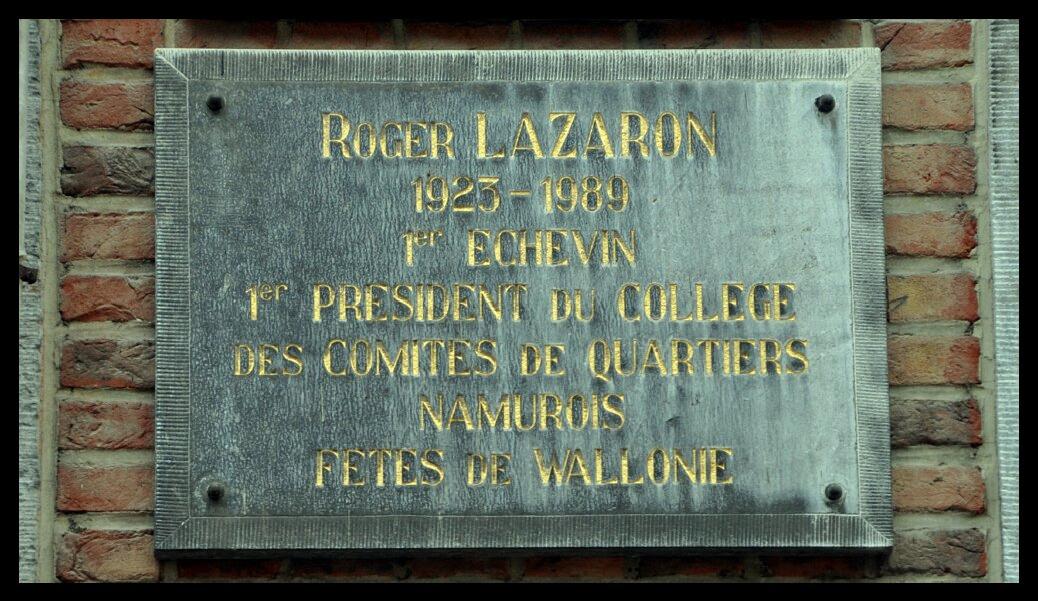 ROGER LAZARON
1923-1989
1er ECHEVIN
1er PRESIDENT DU COLLEGE
DES COMITES DE QUARTIERS
NAMUROIS
FETES DE WALLONIE